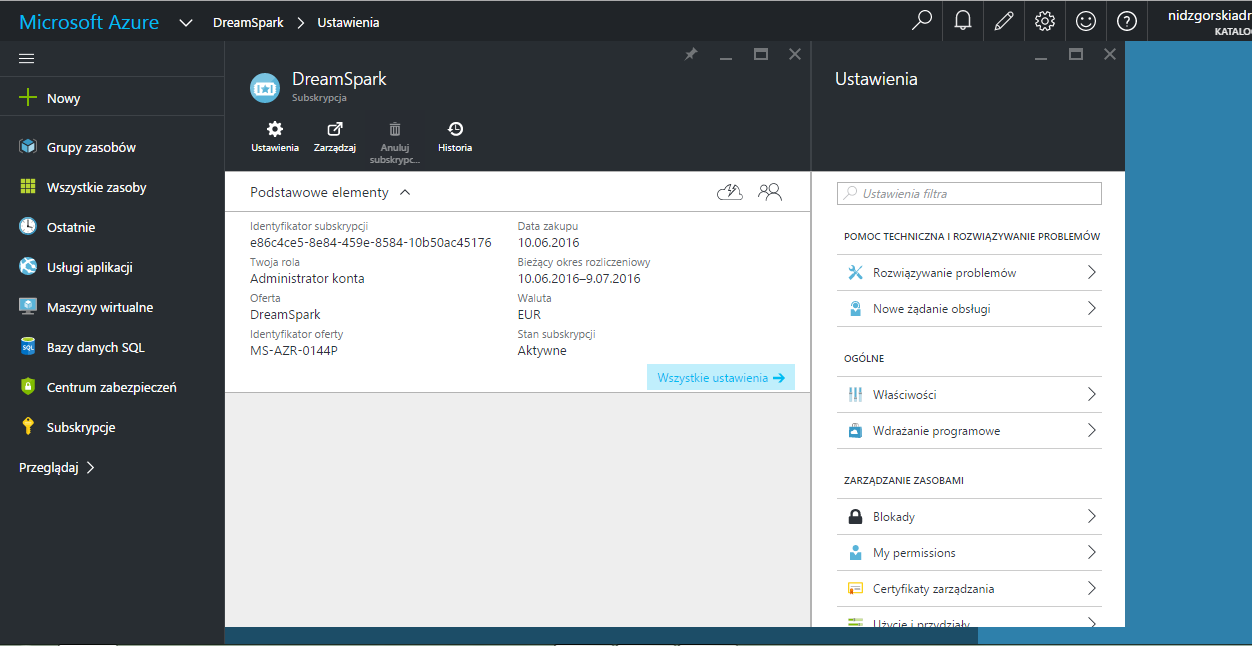 Microsoft Azure
DreamSpark
Ustawienia
nidzgorskiadr
KATALO
Nowy
Grupy zasobów
Wszystkie zasoby
Ostatnie
Usługi aplikacji
Maszyny wirtualne
Bazy danych SQL
SQL
Centrum zabezpieczeń
Subskrypcje
Przeglądaj
DreamSpark
Subskrypcja
Ustawienia
Zarządzaj
Anuluj
subskrypc...
Historia
Podstawowe elementy
Identyfikator subskrypcji
e86c4ce5-8e84-459e-8584-10b50ac45176
Twoja rola
Administrator konta
Oferta
DreamSpark
Identyfikator oferty
MS-AZR-0144P
Data zakupu
10.06.2016
Bieżący okres rozliczeniowy
10.06.2016–9.07.2016
Waluta
EUR
Stan subskrypcji
Aktywne
Wszystkie ustawienia
Ustawienia
Ustawienia filtra
POMOC TECHNICZNA I ROZWIĄZYWANIE PROBLEMÓW
Rozwiązywanie problemów
Nowe żądanie obsługi
OGÓLNE
Właściwości
Wdrażanie programowe
ZARZĄDZANIE ZASOBAMI
Blokady
My permissions
Certyfikaty zarządzania
Użycie i przydziały